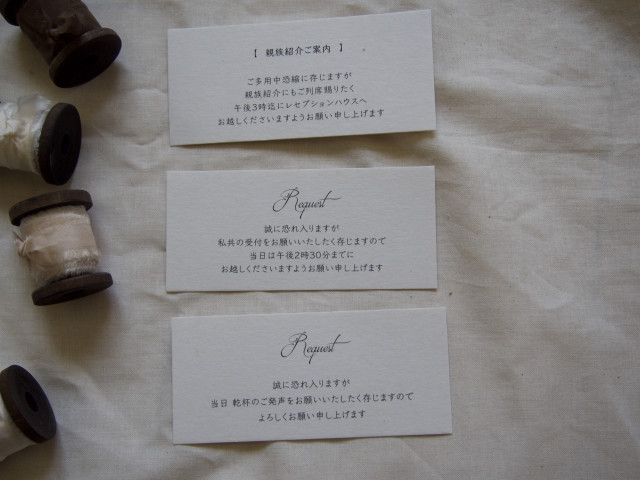 【 親族紹介ご案内 】
ご多用中恐縮に存じますが
親族紹介にもご列席賜りたく
午後3時迄にレセプションハウスへ
お越しくださいますようお願い申し上げます
Request
誠に恐れ入りますが
私共の受付をお願いいたしたく存じますので
当日は午後2時30分までに
お越しくださいますようお願い申し上げます
Request
誠に恐れ入りますが
当日 乾杯のご発声をお願いいたしたく存じますので
よろしくお願い申し上げます